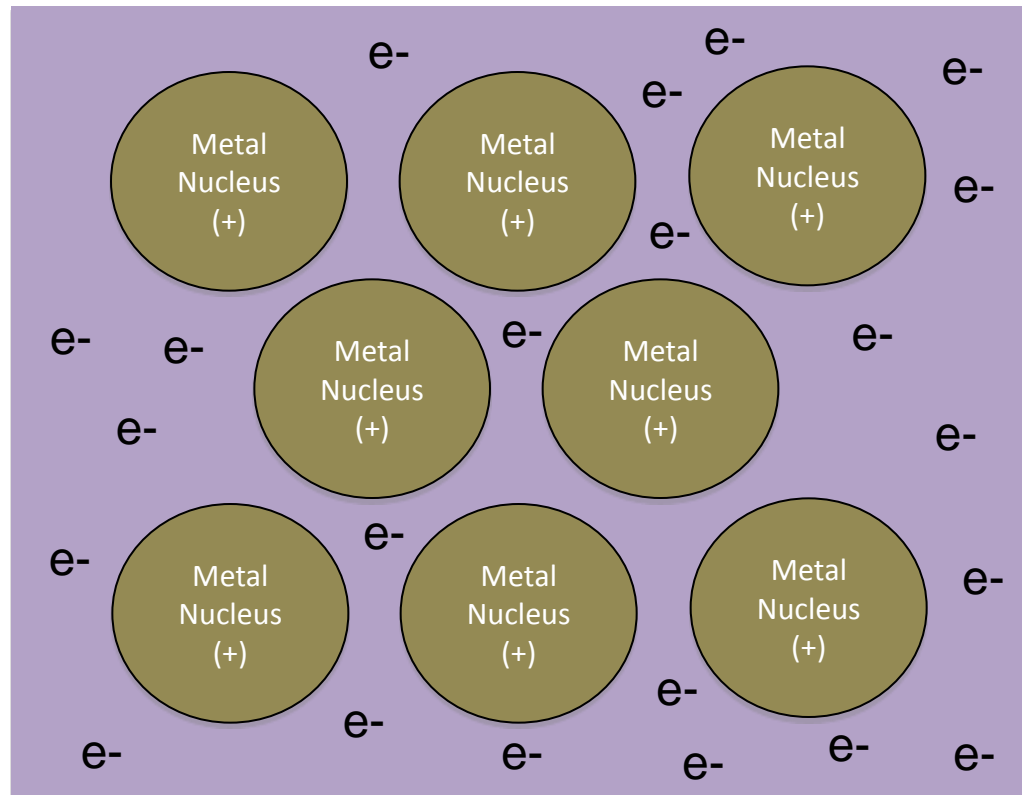 e-
e-
e-
e-
Metal
Nucleus
(+)
Metal
Nucleus
(+)
Metal
Nucleus
(+)
e-
e-
e-
e-
e-
e-
Metal
Nucleus
(+)
Metal
Nucleus
(+)
e-
e-
e-
e-
e-
Metal
Nucleus
(+)
Metal
Nucleus
(+)
Metal
Nucleus
(+)
e-
e-
e-
e-
e-
e-
e-